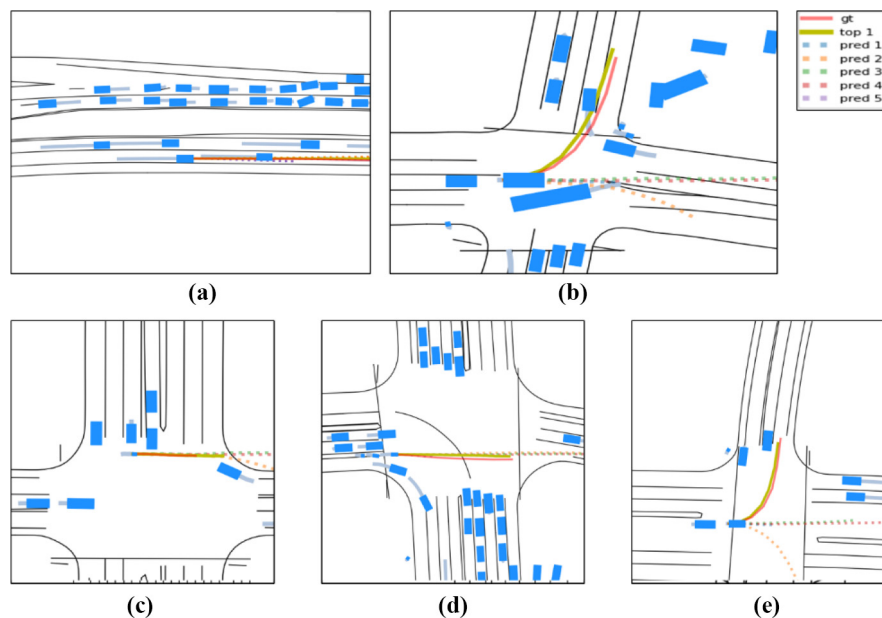 gt
top 1
pred 1
pred 2
pred 3
pred 4
pred 5
(a)
(b)
(c)
(d)
(e)